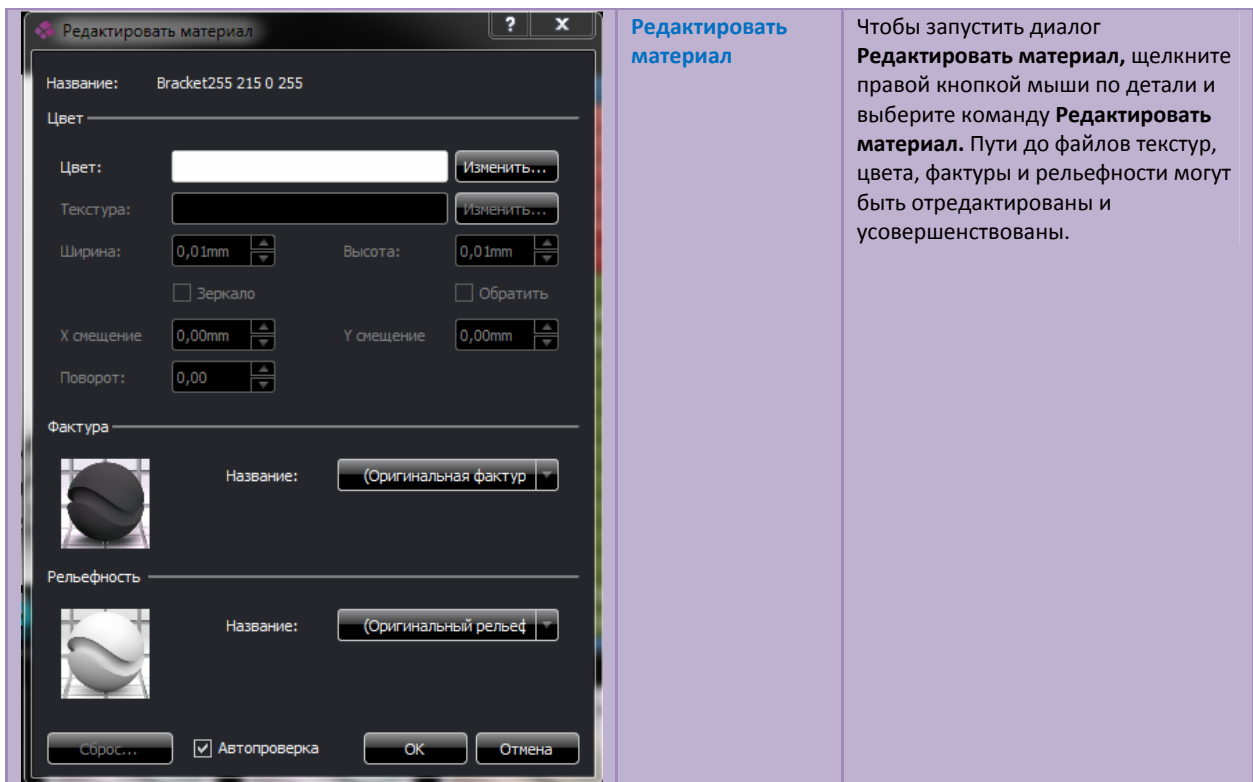 Редактировать материал
?
x
Название: Bracket255 215 0 255
Цвет
Цвет: Изменить...
Текстура: Изменить...
Ширина: 0,01mm Высота: 0,01mm
Зеркало Обратить
X смещение 0,00mm Y смещение 0,00mm
Поворот: 0,00
Фактура
Название: (Оригинальная фактур
Рельефность
Название: (Оригинальный рельеф
Сброс... Автопроверка OK Отмена
Редактировать
материал
Чтобы запустить диалог
Редактировать материал, щелкните
правой кнопкой мыши по детали и
выберите команду Редактировать
материал. Пути до файлов текстур,
цвета, фактуры и рельефности могут
быть отредактированы и
усовершенствованы.